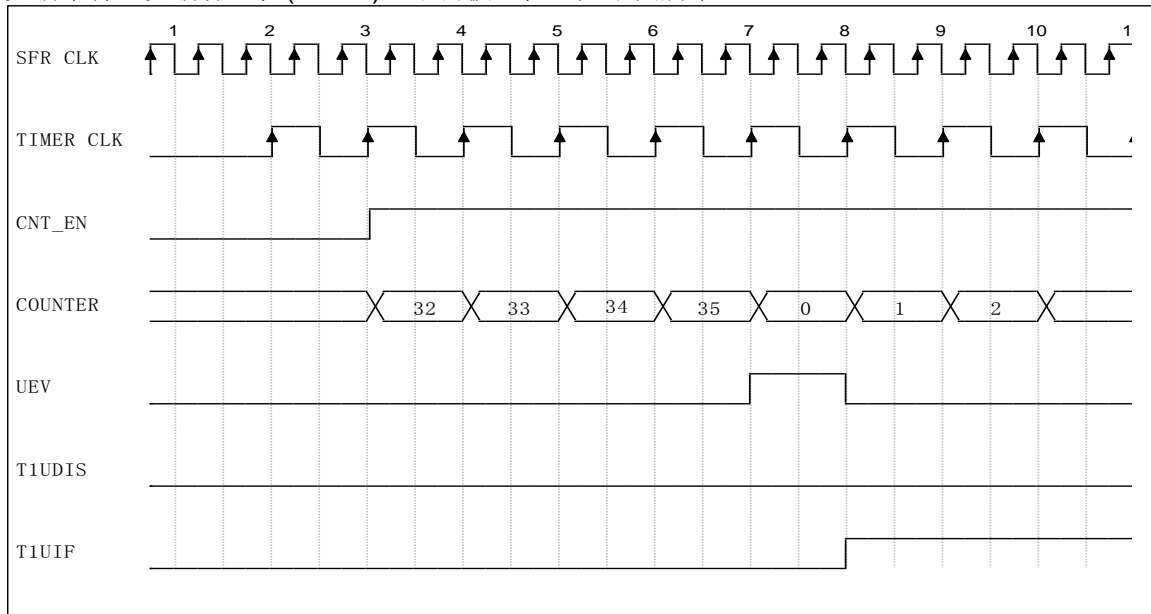 1 2 3 4 5 6 7 8 9 10 1
SFR CLK
TIMER CLK
CNT_EN
COUNTER 32 33 34 35 0 1 2
UEV
T1UDIS
T1UIF